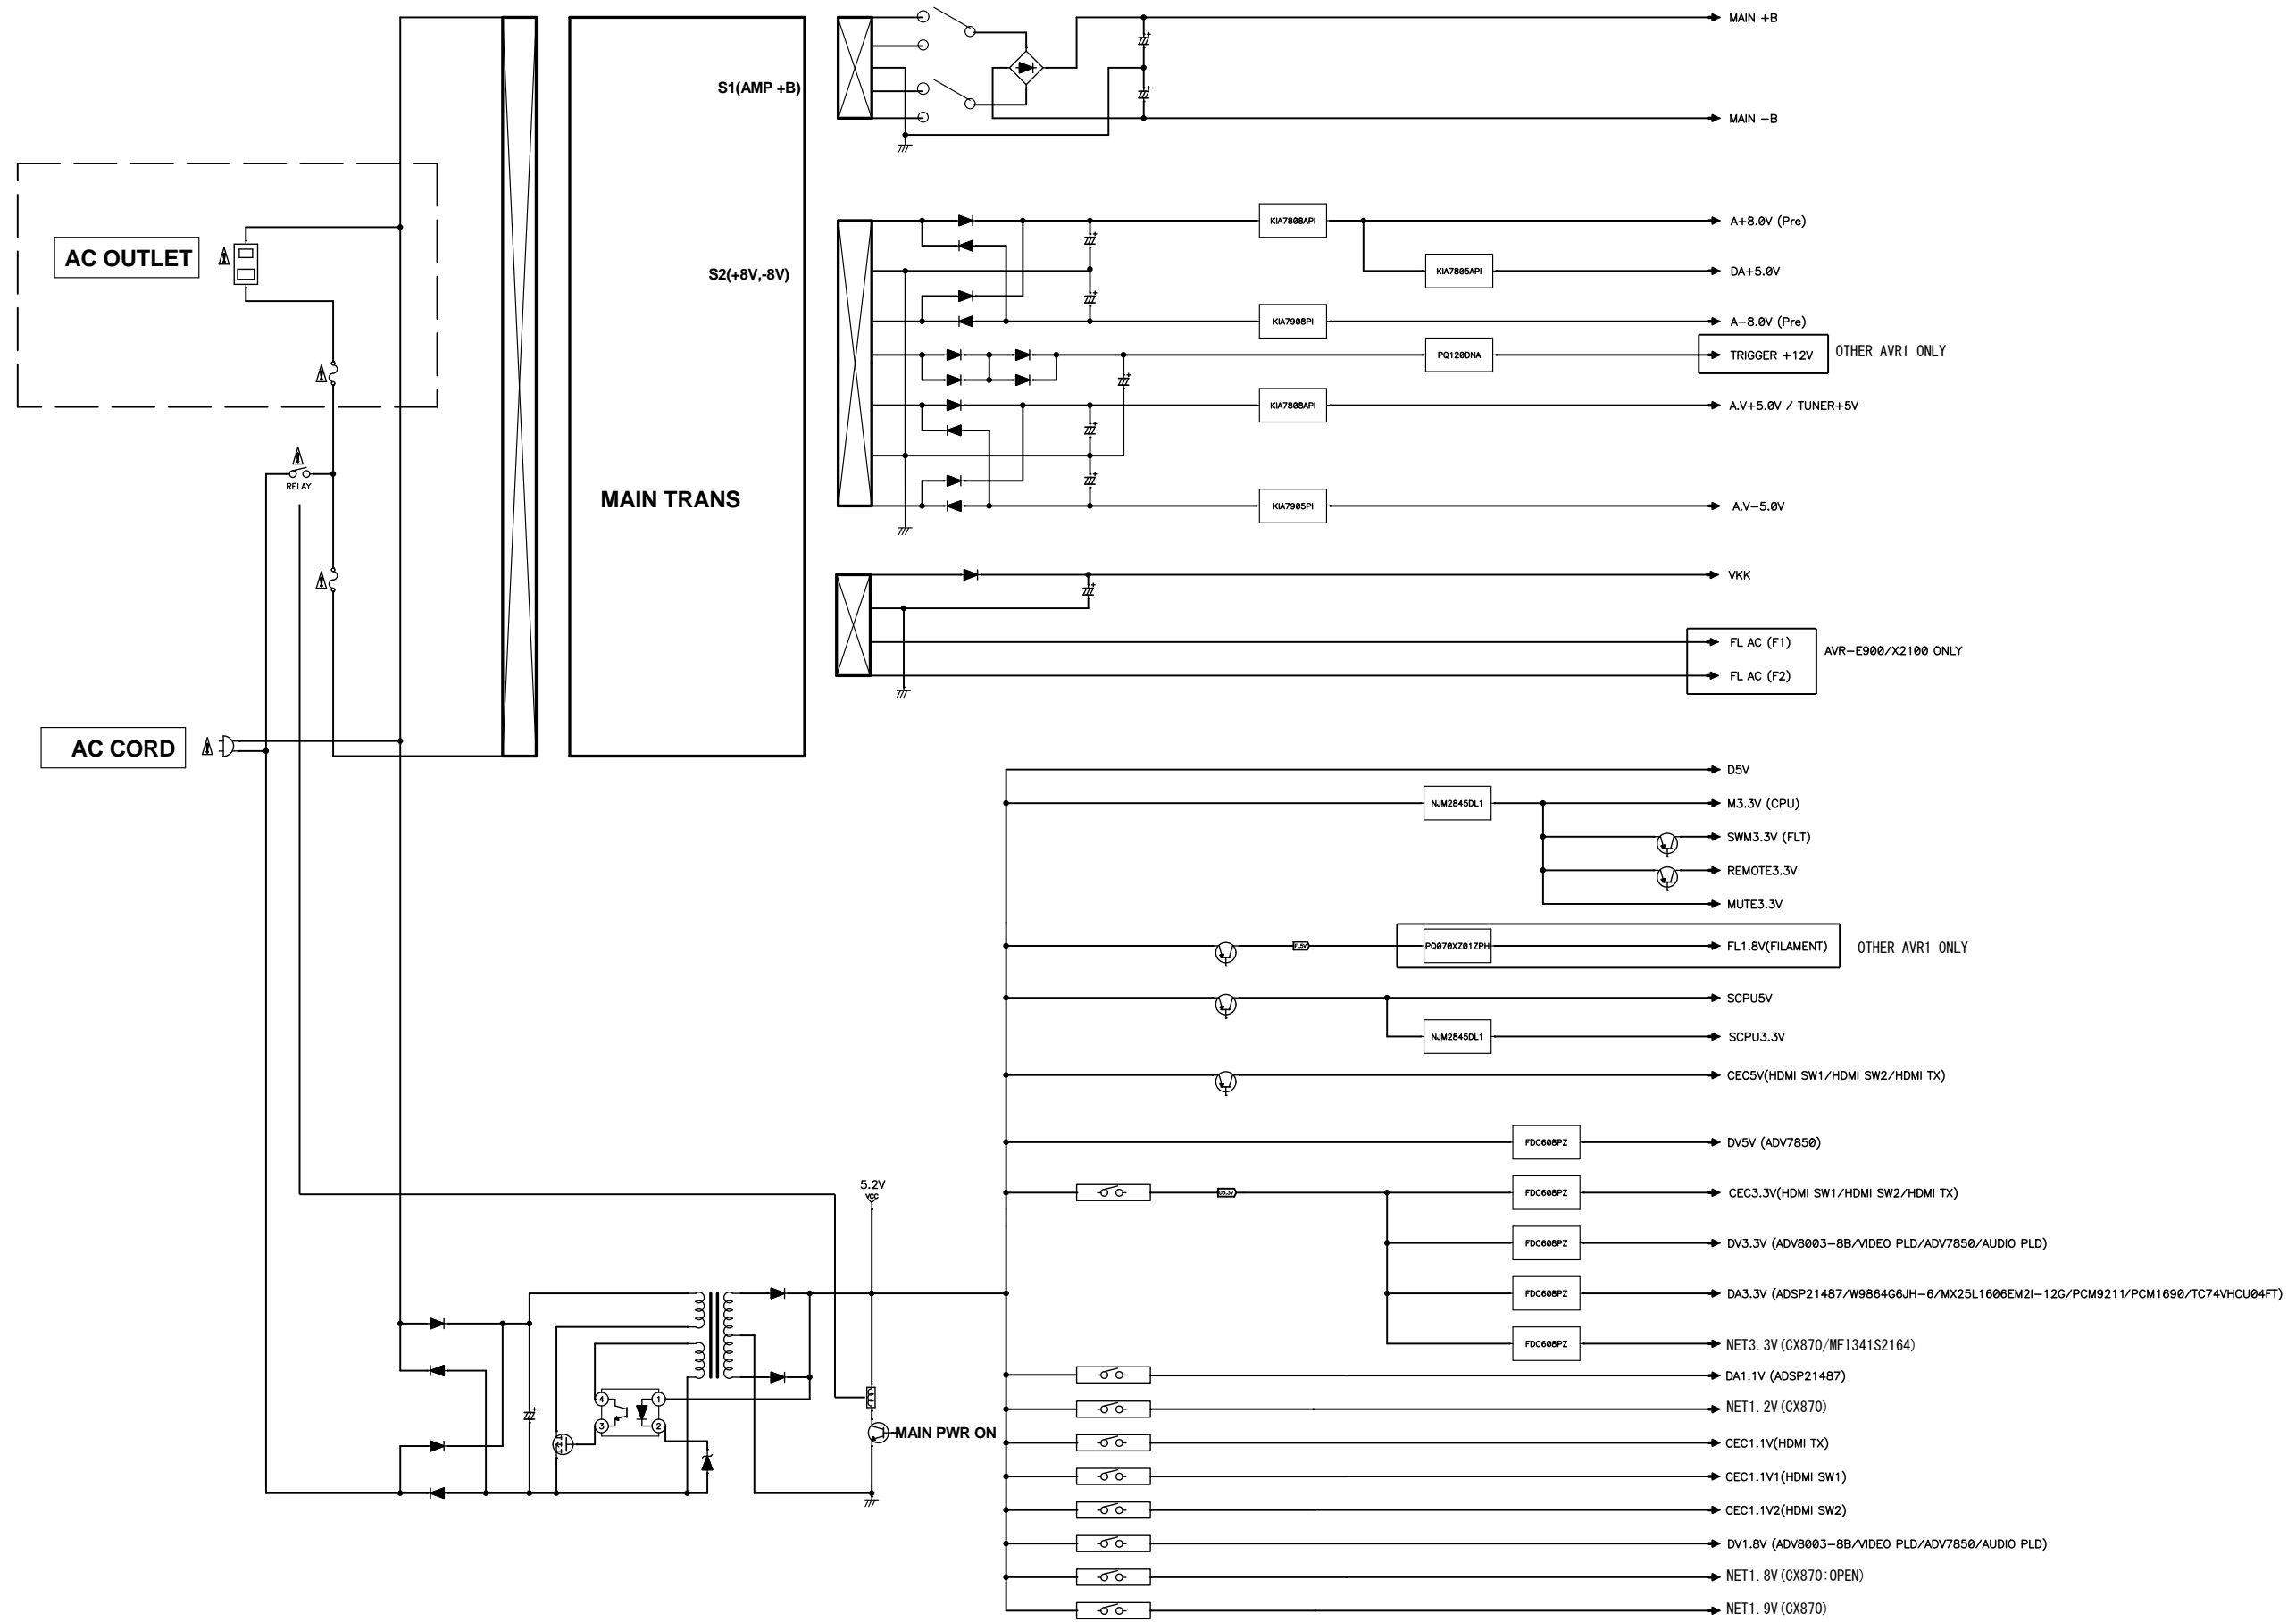 MAIN +B
S1(AMP +B)
MAIN -B
AC OUTLET
S2(+8V,-8V)
KIA7808API
A+8.0V (Pre)
KIA7805API
DA+5.0V
KIA7908PI
A-8.0V (Pre)
PQ120DNA
TRIGGER +12V
OTHER AVR1 ONLY
KIA7808API
A.V+5.0V / TUNER+5V
RELAY
MAIN TRANS
KIA7905PI
A.V-5.0V
VKK
FL AC (F1)
AVR-E900/X2100 ONLY
FL AC (F2)
AC CORD
D5V
NJM2845DL1
M3.3V (CPU)
SWM3.3V (FLT)
REMOTE3.3V
MUTE3.3V
FL5V
PQ070XZ01ZPH
FL1.8V(FILAMENT)
OTHER AVR1 ONLY
SCPU5V
NJM2845DL1
SCPU3.3V
CEC5V(HDMI SW1/HDMI SW2/HDMI TX)
FDC608PZ
DV5V (ADV7850)
5.2V
VCC
D3.3V
FDC608PZ
CEC3.3V(HDMI SW1/HDMI SW2/HDMI TX)
FDC608PZ
DV3.3V (ADV8003-8B/VIDEO PLD/ADV7850/AUDIO PLD)
FDC608PZ
DA3.3V (ADSP21487/W9864G6JH-6/MX25L1606EM2I-12G/PCM9211/PCM1690/TC74VHCU04FT)
FDC608PZ
NET3.3V(CX870/MFI341S2164)
DA1.1V (ADSP21487)
4
1
NET1.2V(CX870)
3
2
MAIN PWR ON
CEC1.1V(HDMI TX)
CEC1.1V1(HDMI SW1)
CEC1.1V2(HDMI SW2)
DV1.8V (ADV8003-8B/VIDEO PLD/ADV7850/AUDIO PLD)
NET1.8V(CX870:OPEN)
NET1.9V(CX870)